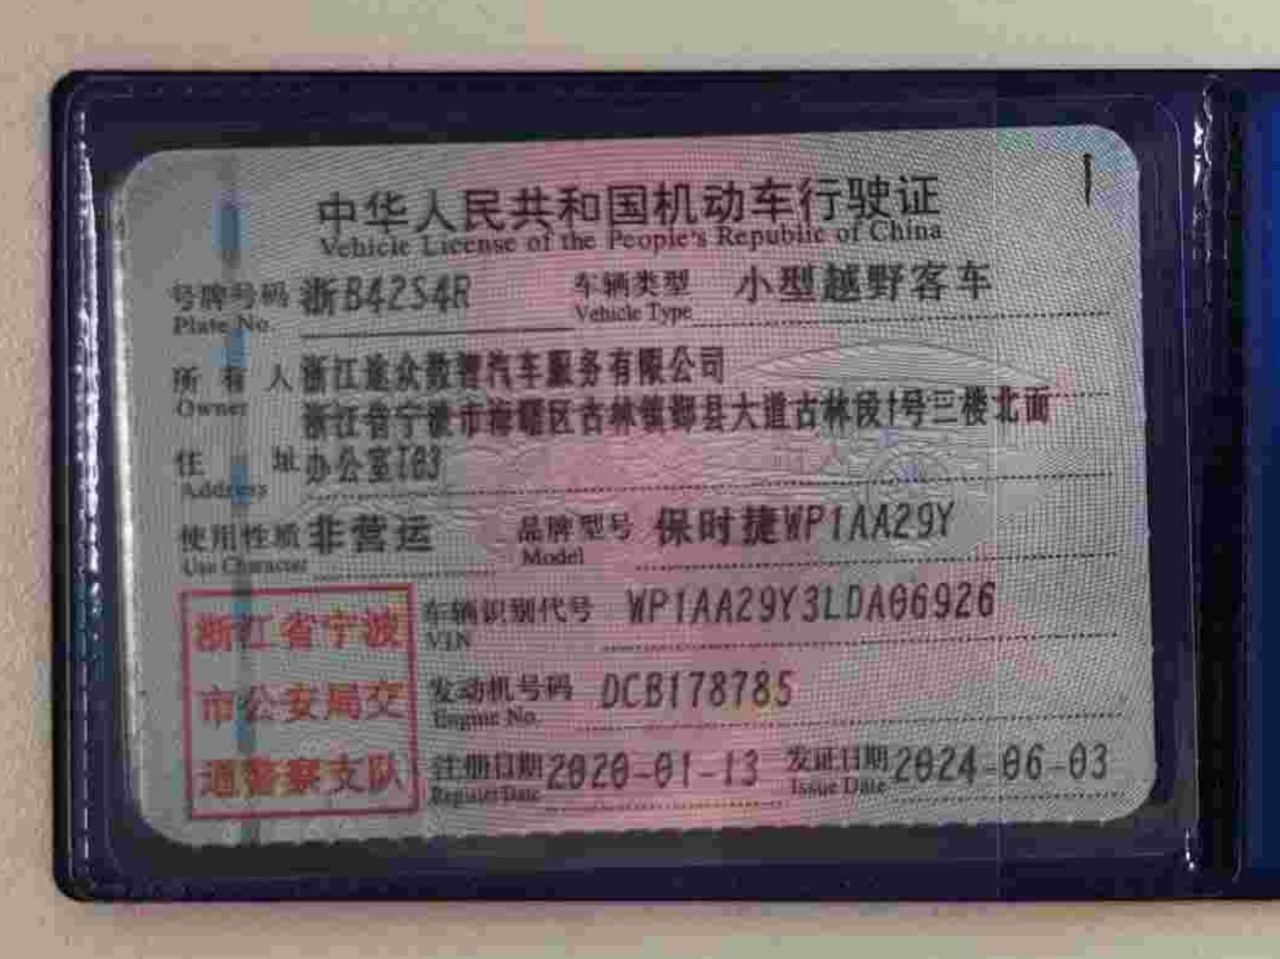 中华人民共和国机动车行驶证
Vehicle License of the People's Republic of China
号牌号码 浙B42S4R 车辆类型 小型越野客车
Plate No. Vehicle Type
所有人 浙江途众数智汽车服务有限公司
Owner
浙江省宁波市海曙区古林镇鄞县大道古林段1号三楼北面
住址 办公室103
Address
使用性质 非营运 品牌型号 保时捷WP1AA29Y
Use Character Model
浙江省宁波
市公安局交
通警察支队
车辆识别代号 WP1AA29Y3LDA06926
VIN
发动机号码 DCB178785
Engine No.
注册日期 2020-01-13 发证日期 2024-06-03
Register Date Issue Date